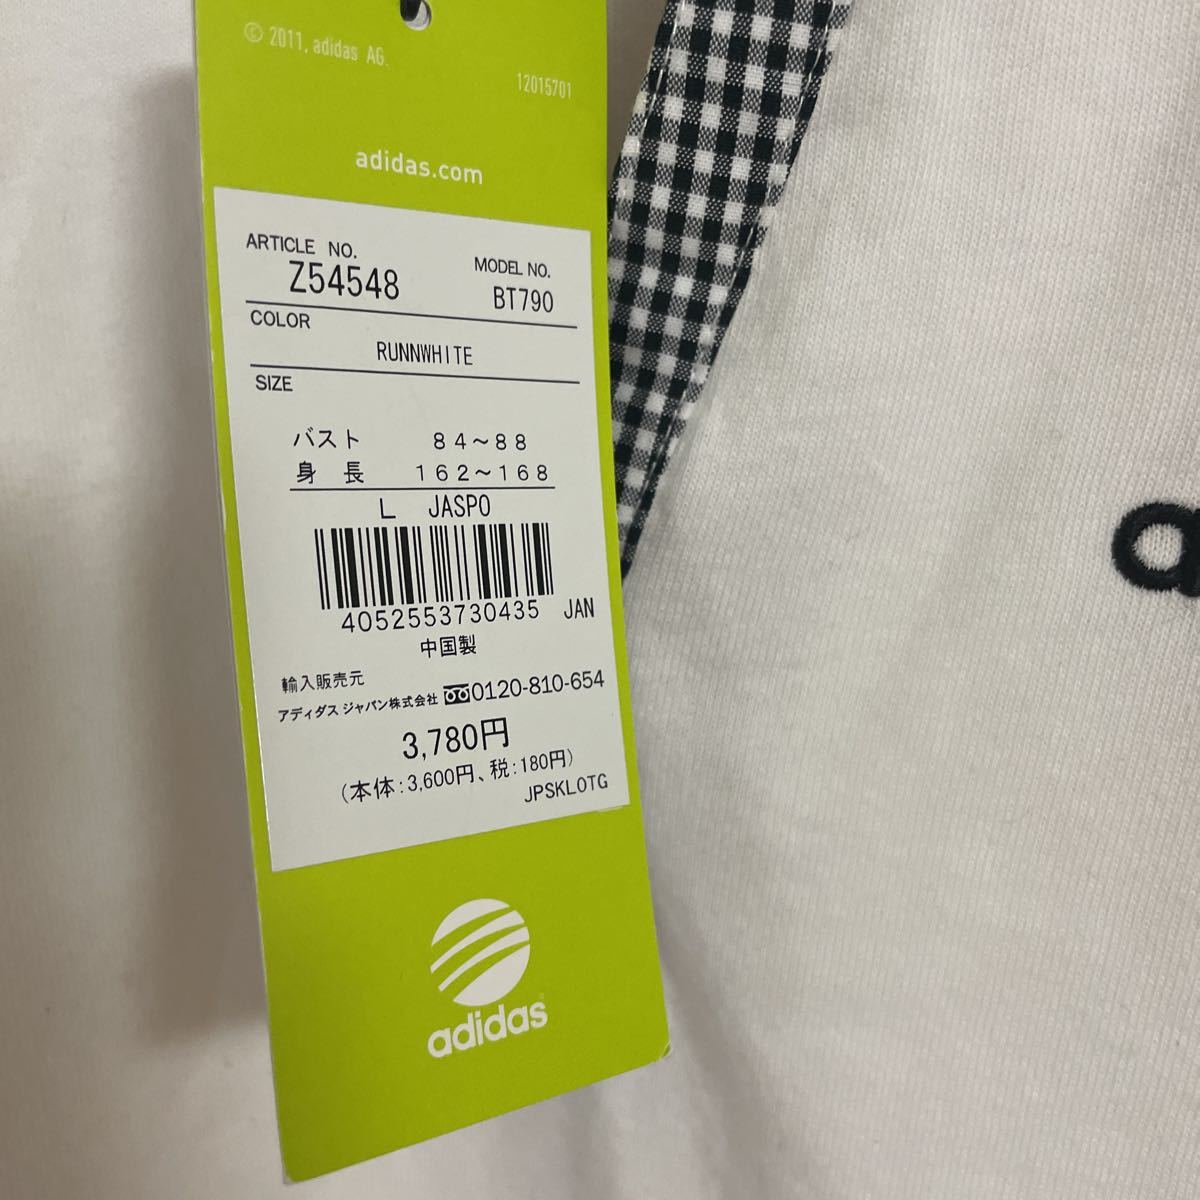 © 2011, adidas AG.
12015701
adidas.com
ARTICLE NO.
Z54548
MODEL NO.
BT790
COLOR
RUNNWHITE
SIZE
バスト　８４～８８
身　長　１６２～１６８
L JASPO
4052553730435 JAN
中国製
輸入販売元
アディダス ジャパン株式会社 0120-810-654
3,780円
(本体:3,600円、税:180円)
JPSKLOTG
adidas
a